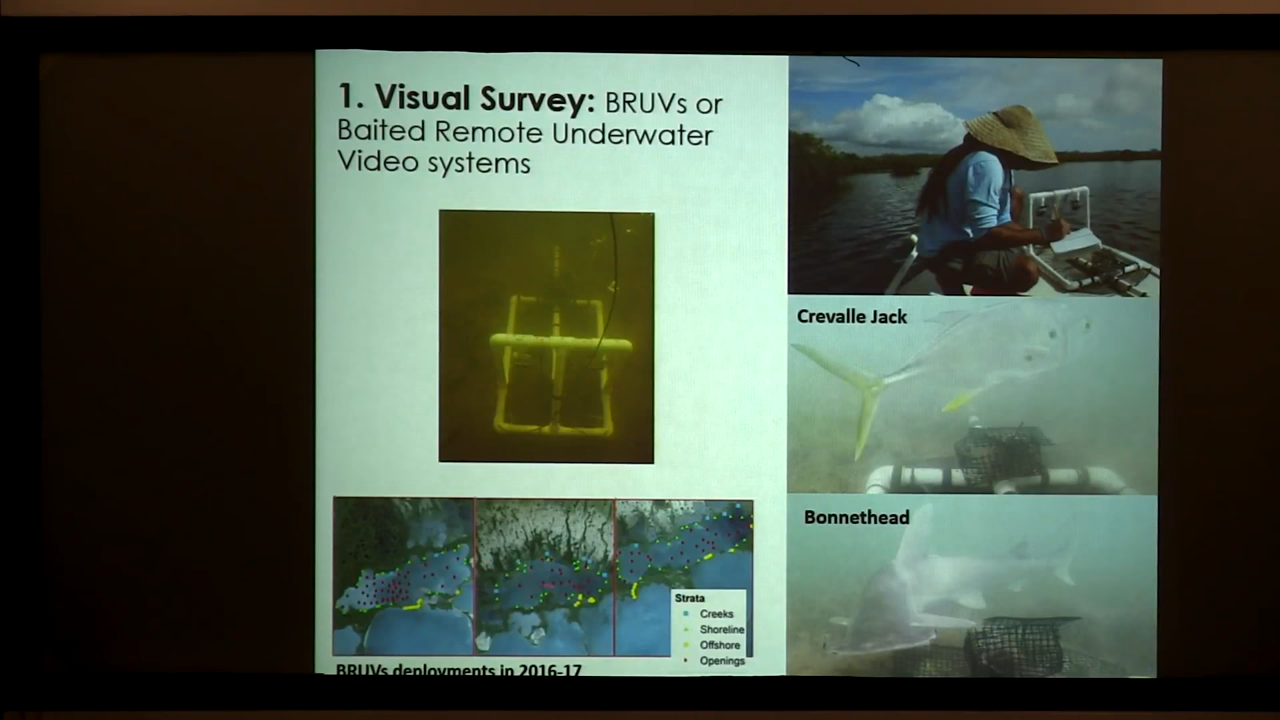 1. Visual Survey: BRUVs or
Baited Remote Underwater
Video systems
Crevalle Jack
Bonnethead
Strata
Creeks
Shoreline
Offshore
Openings
BRUVs deployments in 2016-17